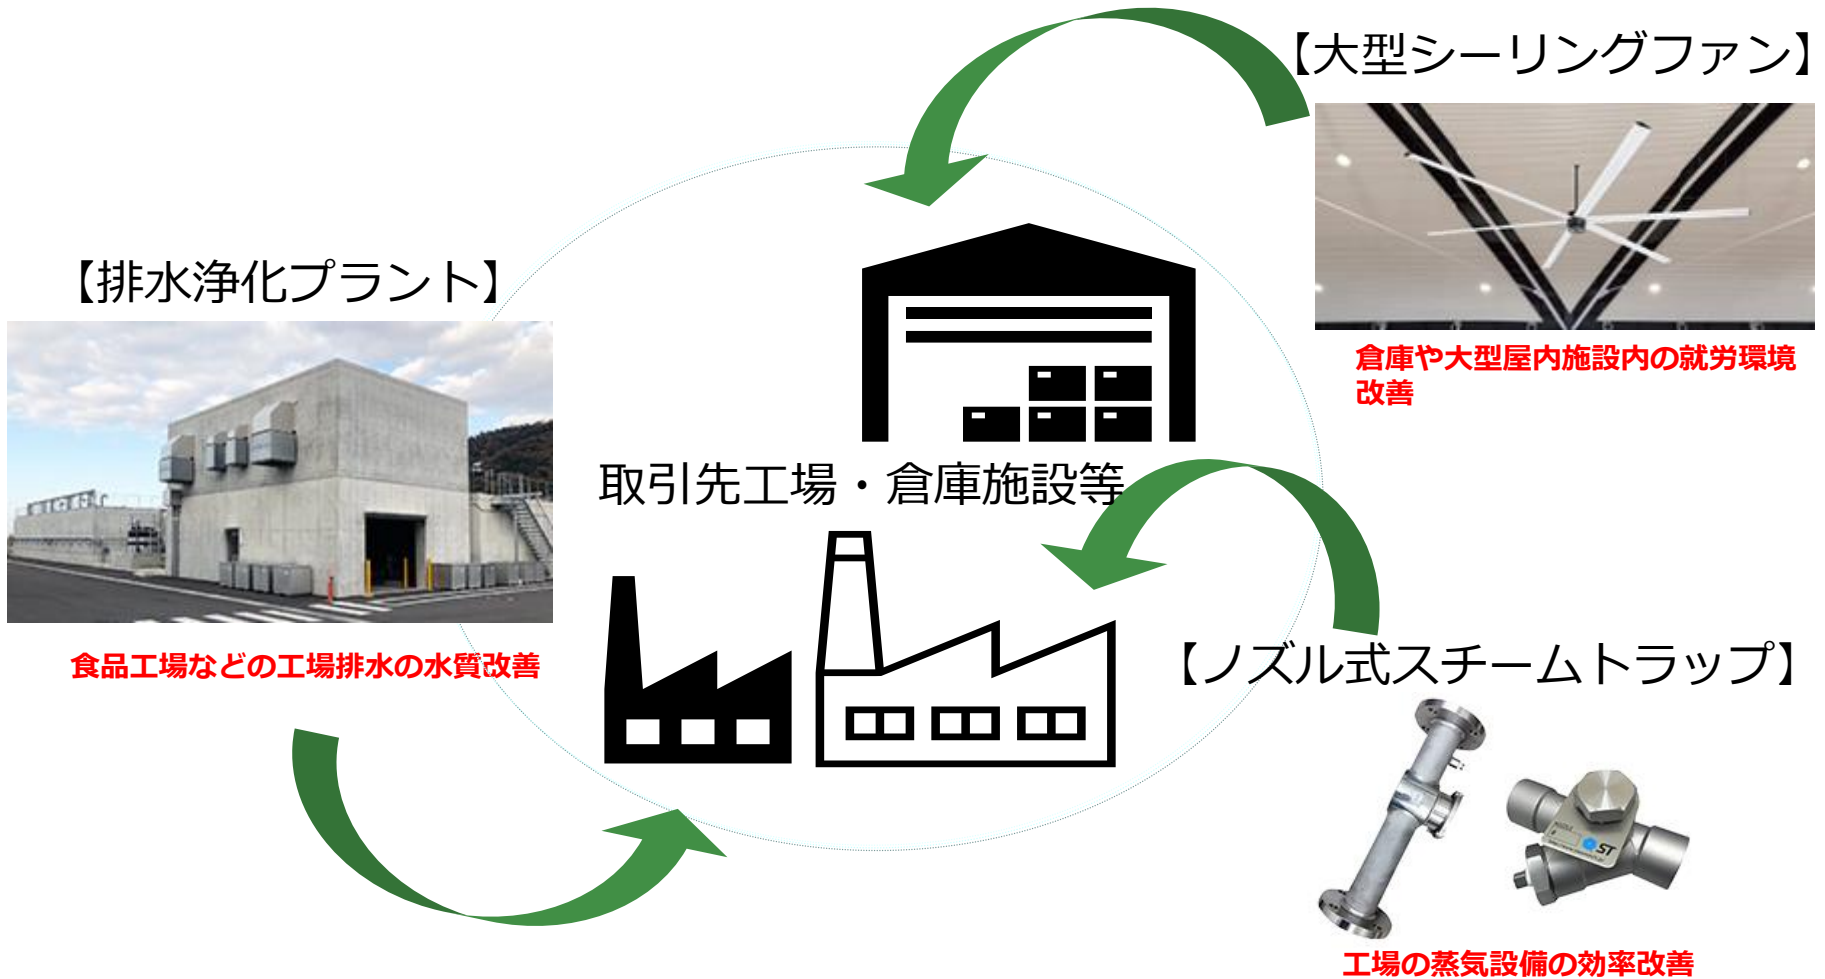 【大型シーリングファン】
倉庫や大型屋内施設内の就労環境
改善
【排水浄化プラント】
食品工場などの工場排水の水質改善
取引先工場・倉庫施設等
【ノズル式スチームトラップ】
ST
工場の蒸気設備の効率改善